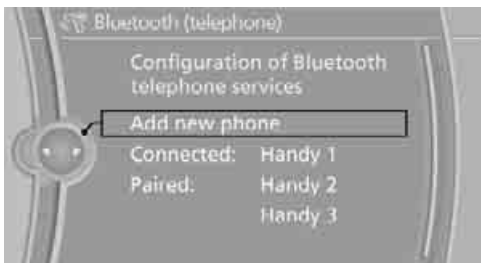 Bluetooth (telephone)
Configuration of Bluetooth
telephone services
Add new phone
Connected: Handy 1
Paired: Handy 2
Handy 3